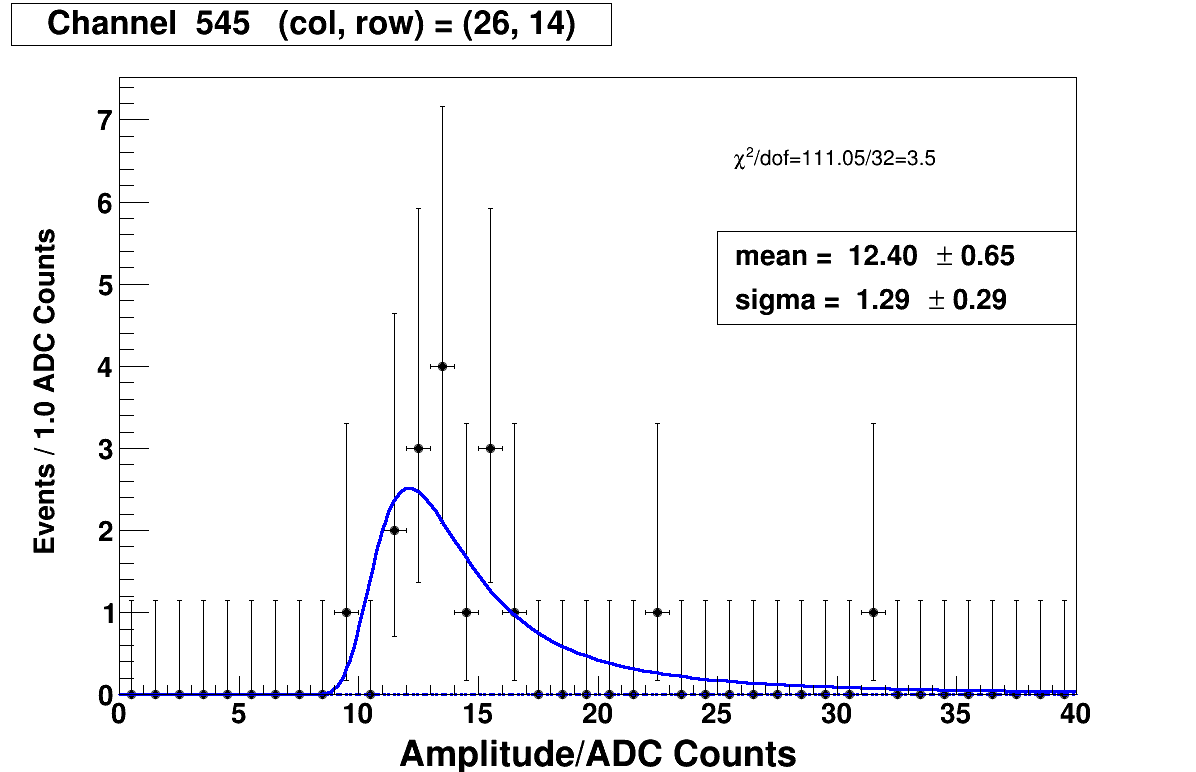 Channel 545 (col, row) = (26, 14)
7
6
5
4
3
2
1
0
Events / 1.0 ADC Counts
χ²/dof=111.05/32=3.5
mean = 12.40 ± 0.65
sigma = 1.29 ± 0.29
0 5 10 15 20 25 30 35 40
Amplitude/ADC Counts